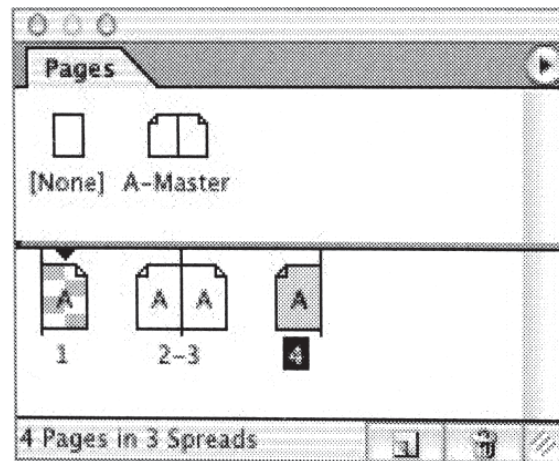 Pages
[None] A-Master
A A A A
1 2-3 4
4 Pages in 3 Spreads